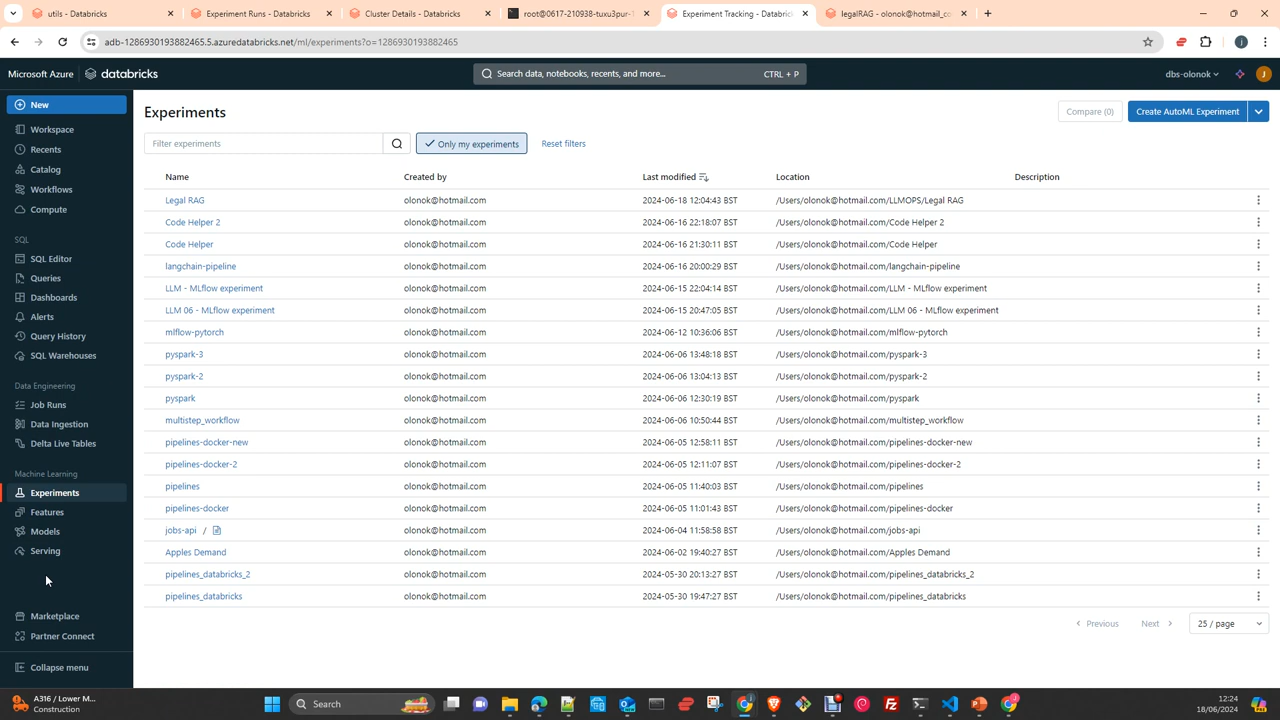 utils - Databricks
Experiment Runs - Databricks
Cluster Details - Databricks
root@0617-210938-tuxu3pur-1
Experiment Tracking - Databric
legalRAG - olonok@hotmail_co
adb-1286930193882465.5.azuredatabricks.net/ml/experiments?o=1286930193882465
Microsoft Azure databricks
Search data, notebooks, recents, and more... CTRL + P
dbs-olonok J
New
Workspace
Recents
Catalog
Workflows
Compute
SQL
SQL Editor
Queries
Dashboards
Alerts
Query History
SQL Warehouses
Data Engineering
Job Runs
Data Ingestion
Delta Live Tables
Machine Learning
Experiments
Features
Models
Serving
Marketplace
Partner Connect
Collapse menu
Experiments
Compare (0) Create AutoML Experiment
Filter experiments Only my experiments Reset filters
Name Created by Last modified Location Description
Legal RAG olonok@hotmail.com 2024-06-18 12:04:43 BST /Users/olonok@hotmail.com/LLMOPS/Legal RAG
Code Helper 2 olonok@hotmail.com 2024-06-16 22:18:07 BST /Users/olonok@hotmail.com/Code Helper 2
Code Helper olonok@hotmail.com 2024-06-16 21:30:11 BST /Users/olonok@hotmail.com/Code Helper
langchain-pipeline olonok@hotmail.com 2024-06-16 20:00:29 BST /Users/olonok@hotmail.com/langchain-pipeline
LLM - MLflow experiment olonok@hotmail.com 2024-06-15 22:04:14 BST /Users/olonok@hotmail.com/LLM - MLflow experiment
LLM 06 - MLflow experiment olonok@hotmail.com 2024-06-15 20:47:05 BST /Users/olonok@hotmail.com/LLM 06 - MLflow experiment
mlflow-pytorch olonok@hotmail.com 2024-06-12 10:36:06 BST /Users/olonok@hotmail.com/mlflow-pytorch
pyspark-3 olonok@hotmail.com 2024-06-06 13:48:18 BST /Users/olonok@hotmail.com/pyspark-3
pyspark-2 olonok@hotmail.com 2024-06-06 13:04:13 BST /Users/olonok@hotmail.com/pyspark-2
pyspark olonok@hotmail.com 2024-06-06 12:30:19 BST /Users/olonok@hotmail.com/pyspark
multistep_workflow olonok@hotmail.com 2024-06-06 10:50:44 BST /Users/olonok@hotmail.com/multistep_workflow
pipelines-docker-new olonok@hotmail.com 2024-06-05 12:58:11 BST /Users/olonok@hotmail.com/pipelines-docker-new
pipelines-docker-2 olonok@hotmail.com 2024-06-05 12:11:07 BST /Users/olonok@hotmail.com/pipelines-docker-2
pipelines olonok@hotmail.com 2024-06-05 11:40:03 BST /Users/olonok@hotmail.com/pipelines
pipelines-docker olonok@hotmail.com 2024-06-05 11:01:43 BST /Users/olonok@hotmail.com/pipelines-docker
jobs-api / olonok@hotmail.com 2024-06-04 11:58:58 BST /Users/olonok@hotmail.com/jobs-api
Apples Demand olonok@hotmail.com 2024-06-02 19:40:27 BST /Users/olonok@hotmail.com/Apples Demand
pipelines_databricks_2 olonok@hotmail.com 2024-05-30 20:13:27 BST /Users/olonok@hotmail.com/pipelines_databricks_2
pipelines_databricks olonok@hotmail.com 2024-05-30 19:47:27 BST /Users/olonok@hotmail.com/pipelines_databricks
Previous Next 25 / page
A316 / Lower M...
Construction
Search
12:24
18/06/2024